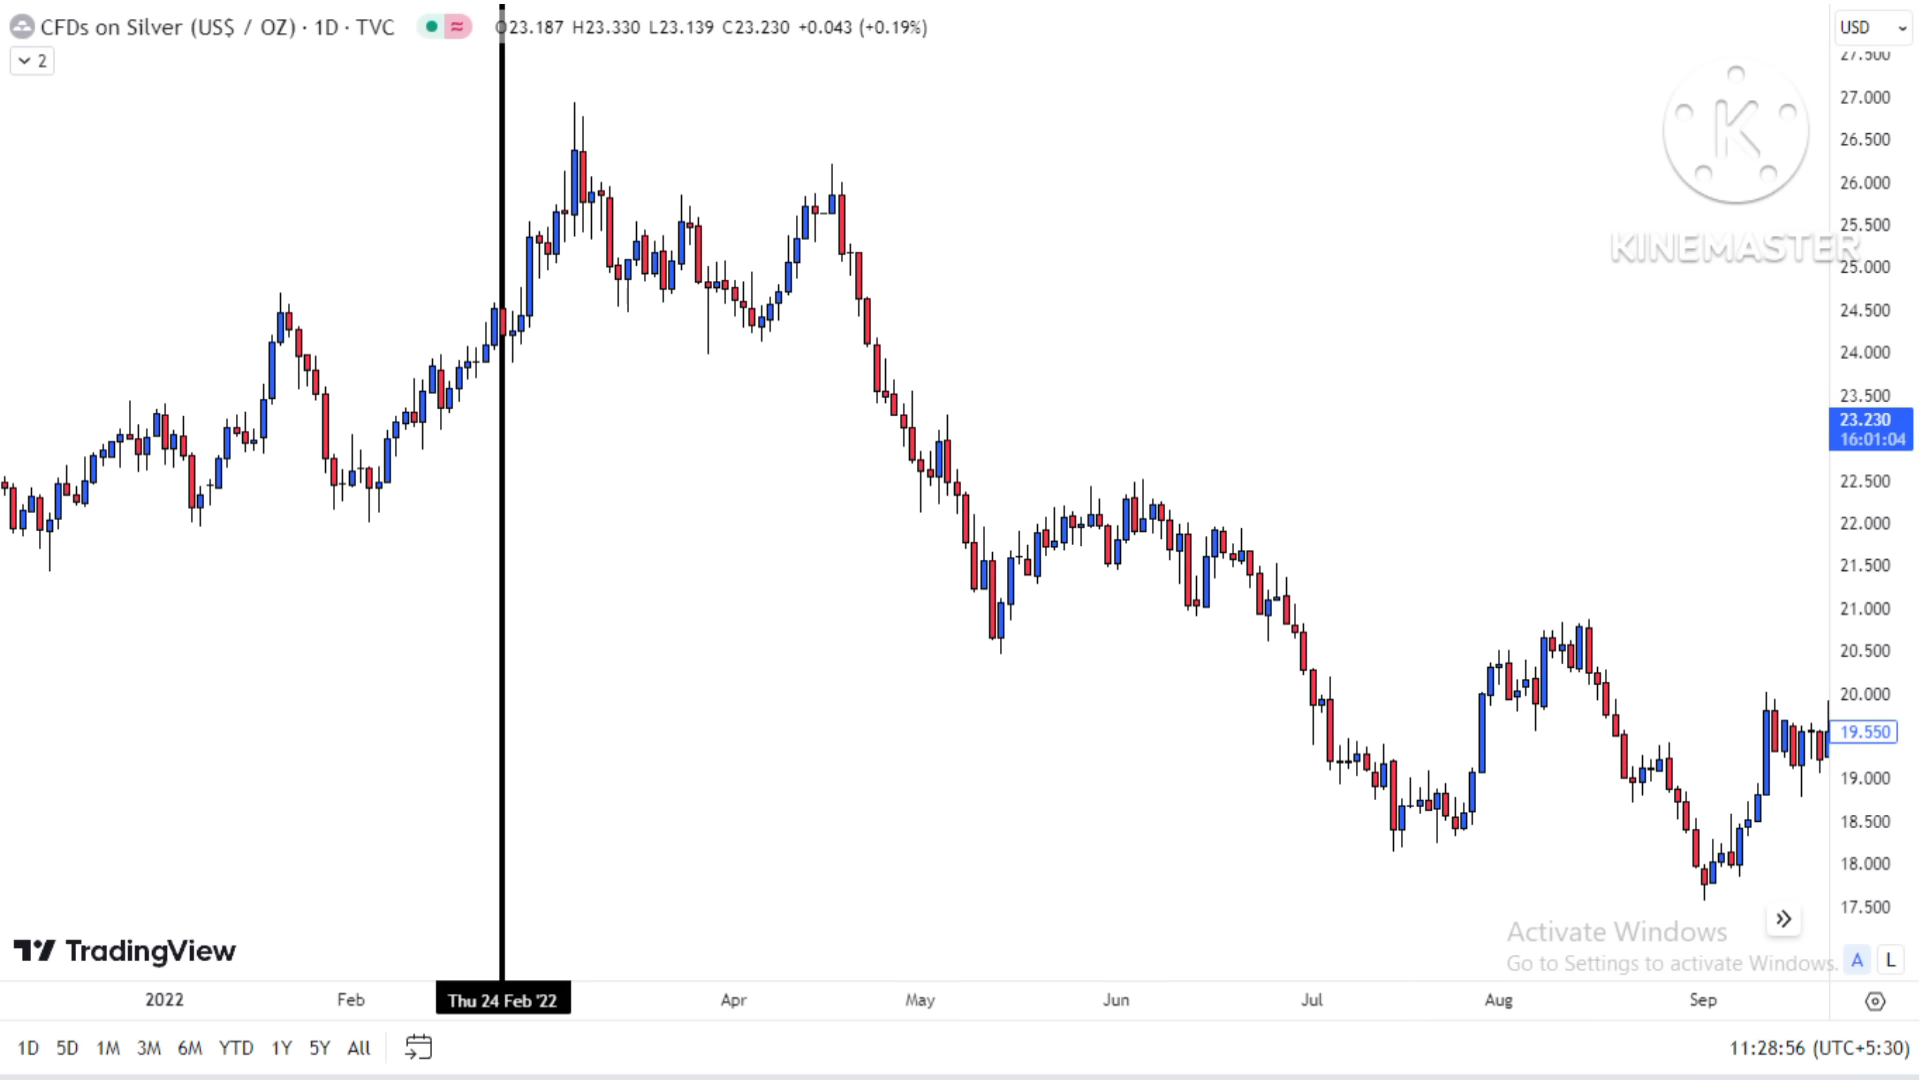 CFDs on Silver (US$ / OZ) · 1D · TVC
O23.187 H23.330 L23.139 C23.230 +0.043 (+0.19%)
2
USD
27.500
27.000
26.500
26.000
25.500
25.000
24.500
24.000
23.500
23.230
16:01:04
22.500
22.000
21.500
21.000
20.500
20.000
19.550
19.000
18.500
18.000
17.500
K
KINEMASTER
TradingView
Activate Windows
Go to Settings to activate Windows.
A L
2022 Feb Thu 24 Feb '22 Apr May Jun Jul Aug Sep
1D 5D 1M 3M 6M YTD 1Y 5Y All
11:28:56 (UTC+5:30)